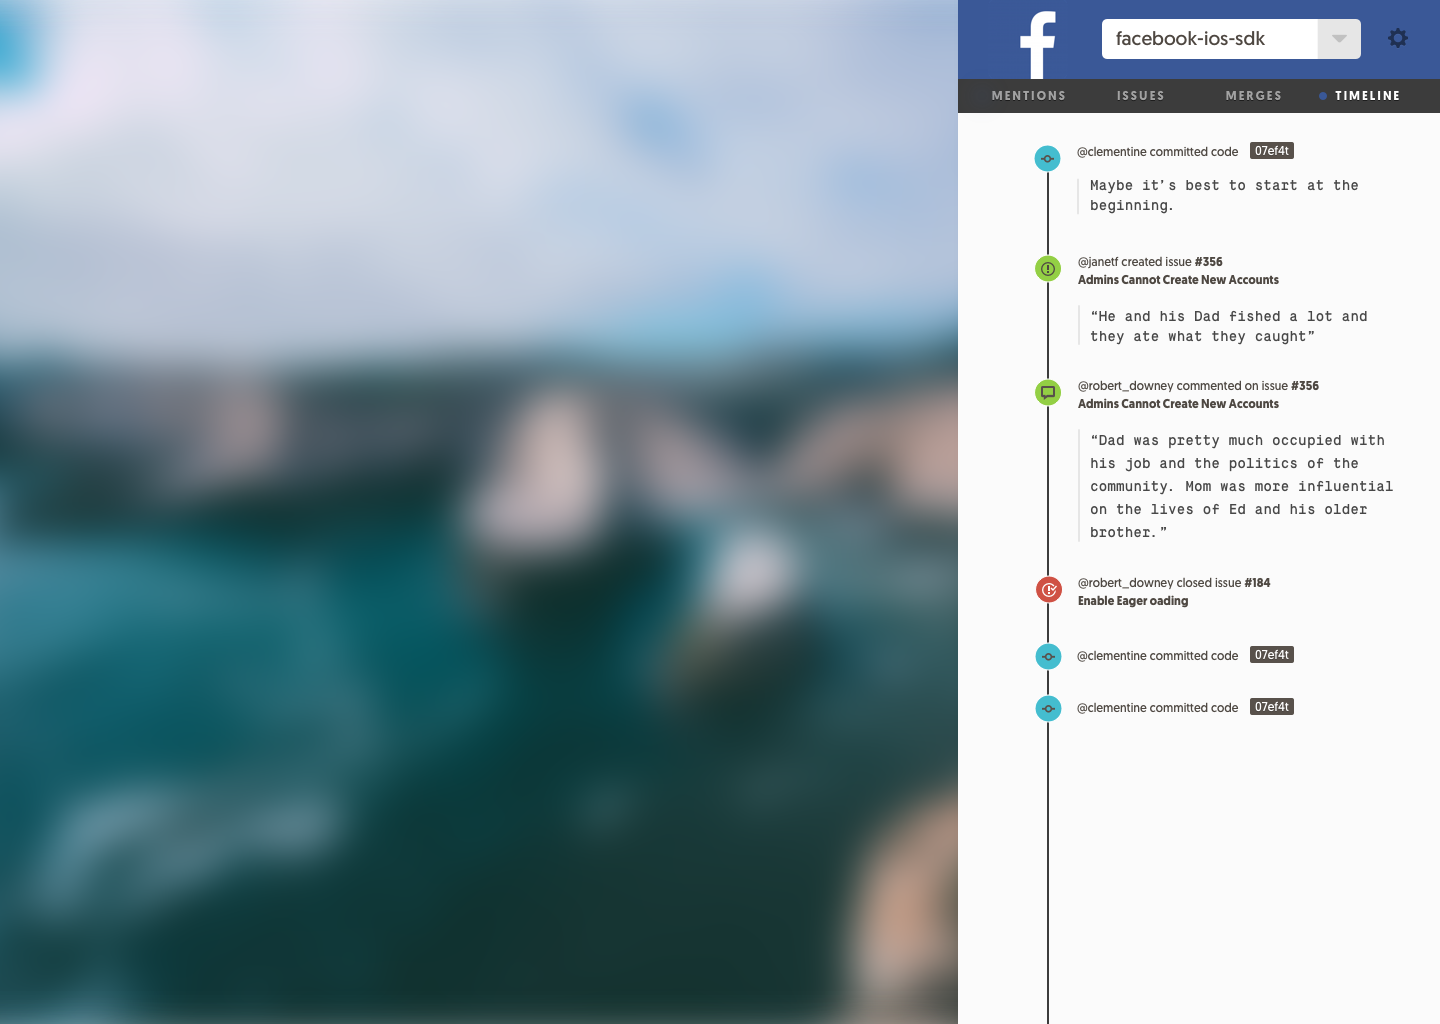 facebook-ios-sdk
MENTIONS ISSUES MERGES TIMELINE
@clementine committed code 07ef4t
Maybe it's best to start at the
beginning.
@janetf created issue #356
Admins Cannot Create New Accounts
“He and his Dad fished a lot and
they ate what they caught”
@robert_downey commented on issue #356
Admins Cannot Create New Accounts
“Dad was pretty much occupied with
his job and the politics of the
community. Mom was more influential
on the lives of Ed and his older
brother.”
@robert_downey closed issue #184
Enable Eager oading
@clementine committed code 07ef4t
@clementine committed code 07ef4t